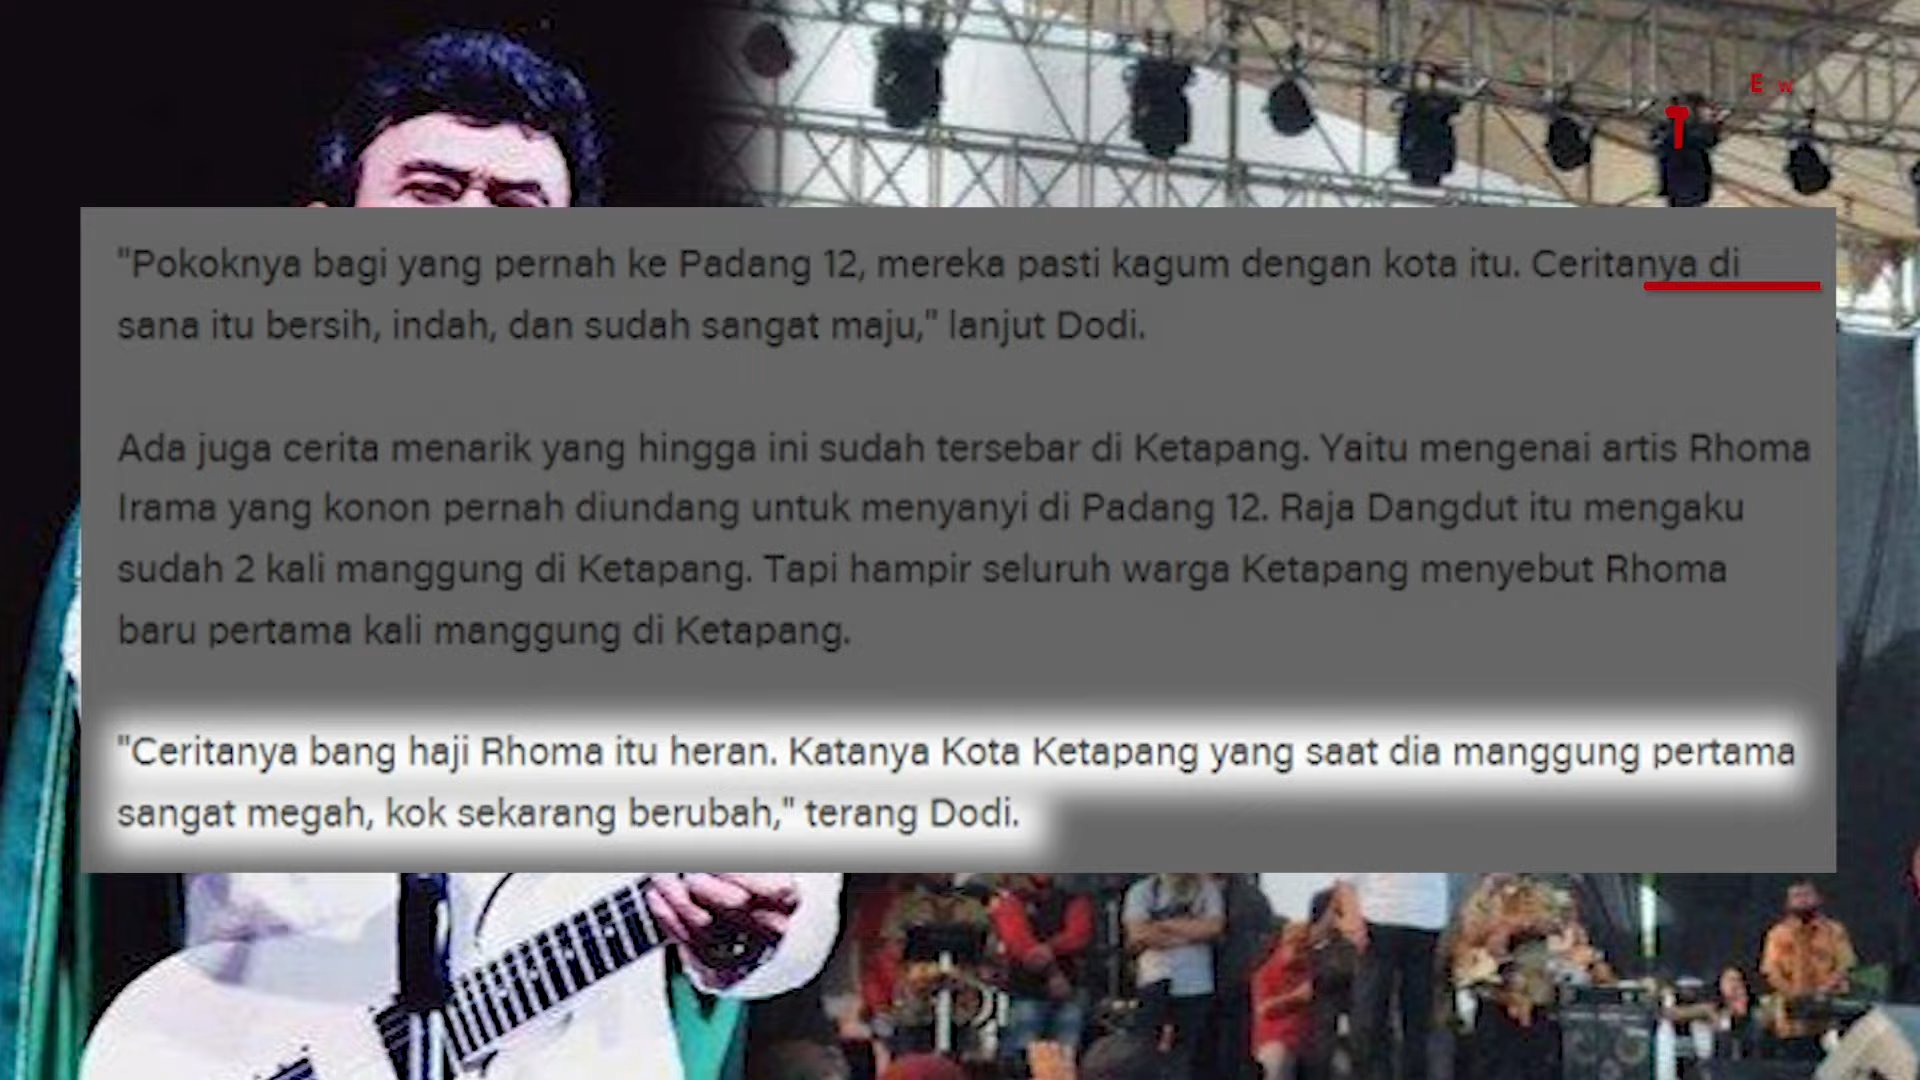 E w
T
"Pokoknya bagi yang pernah ke Padang 12, mereka pasti kagum dengan kota itu. Ceritanya di
sana itu bersih, indah, dan sudah sangat maju," lanjut Dodi.
Ada juga cerita menarik yang hingga ini sudah tersebar di Ketapang. Yaitu mengenai artis Rhoma
Irama yang konon pernah diundang untuk menyanyi di Padang 12. Raja Dangdut itu mengaku
sudah 2 kali manggung di Ketapang. Tapi hampir seluruh warga Ketapang menyebut Rhoma
baru pertama kali manggung di Ketapang.
"Ceritanya bang haji Rhoma itu heran. Katanya Kota Ketapang yang saat dia manggung pertama
sangat megah, kok sekarang berubah," terang Dodi.